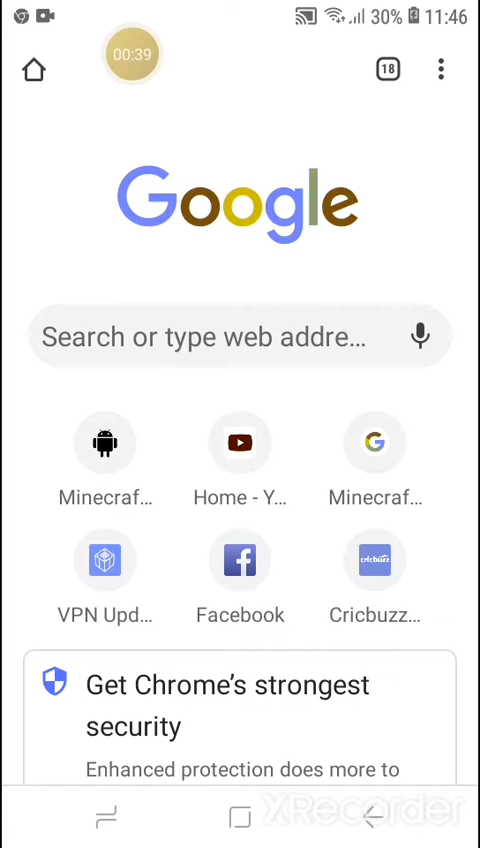 30% 11:46
00:39
18
Google
Search or type web addre...
Minecraf... Home - Y... Minecraf...
cricbuzz
VPN Upd... Facebook Cricbuzz...
Get Chrome's strongest
security
Enhanced protection does more to
XRecorder